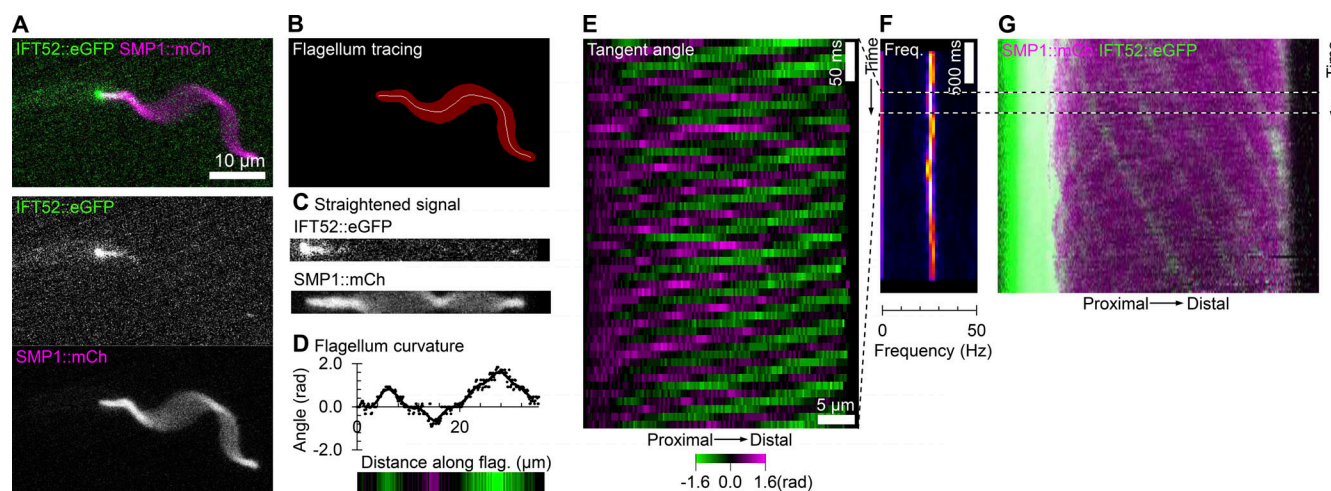 A
IFT52::eGFP SMP1::mCh
10 µm
IFT52::eGFP
SMP1::mCh
B
Flagellum tracing
C Straightened signal
IFT52::eGFP
SMP1::mCh
D Flagellum curvature
Angle (rad)
2.0
0.0
-2.0
0
20
Distance along flag. (µm)
E
Tangent angle
50 ms
Time
5 µm
Proximal Distal
-1.6 0.0 1.6(rad)
F
Freq.
500 ms
0 50
Frequency (Hz)
G
SMP1::mCh IFT52::eGFP
Proximal Distal